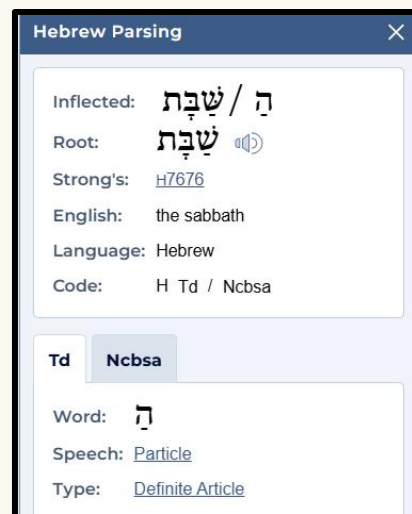 Hebrew Parsing
Inflected: הַ / שַּׁבָּת
Root: שַׁבָּת
Strong's: H7676
English: the sabbath
Language: Hebrew
Code: H Td / Ncbsa
Td Ncbsa
Word: הַ
Speech: Particle
Type: Definite Article